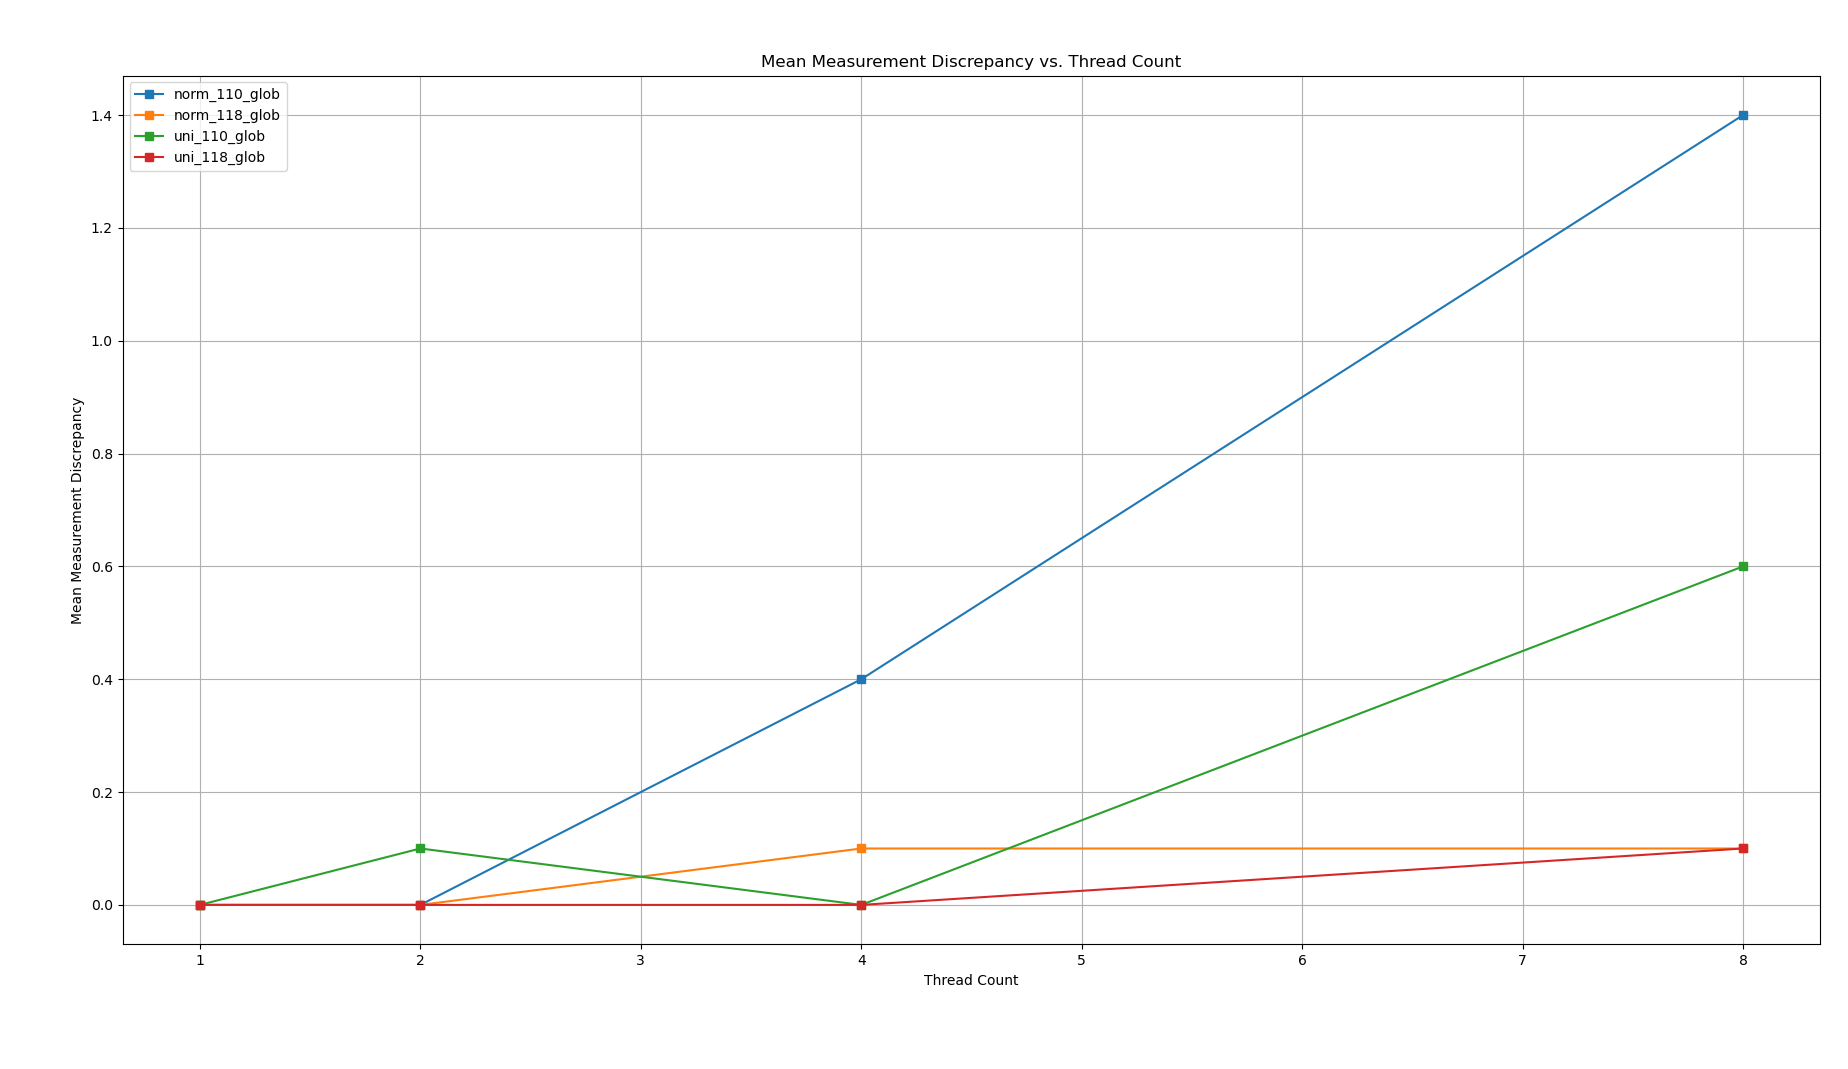 Mean Measurement Discrepancy vs. Thread Count
norm_110_glob
norm_118_glob
uni_110_glob
uni_118_glob
1.4
1.2
1.0
0.8
0.6
0.4
0.2
0.0
Mean Measurement Discrepancy
1 2 3 4 5 6 7 8
Thread Count